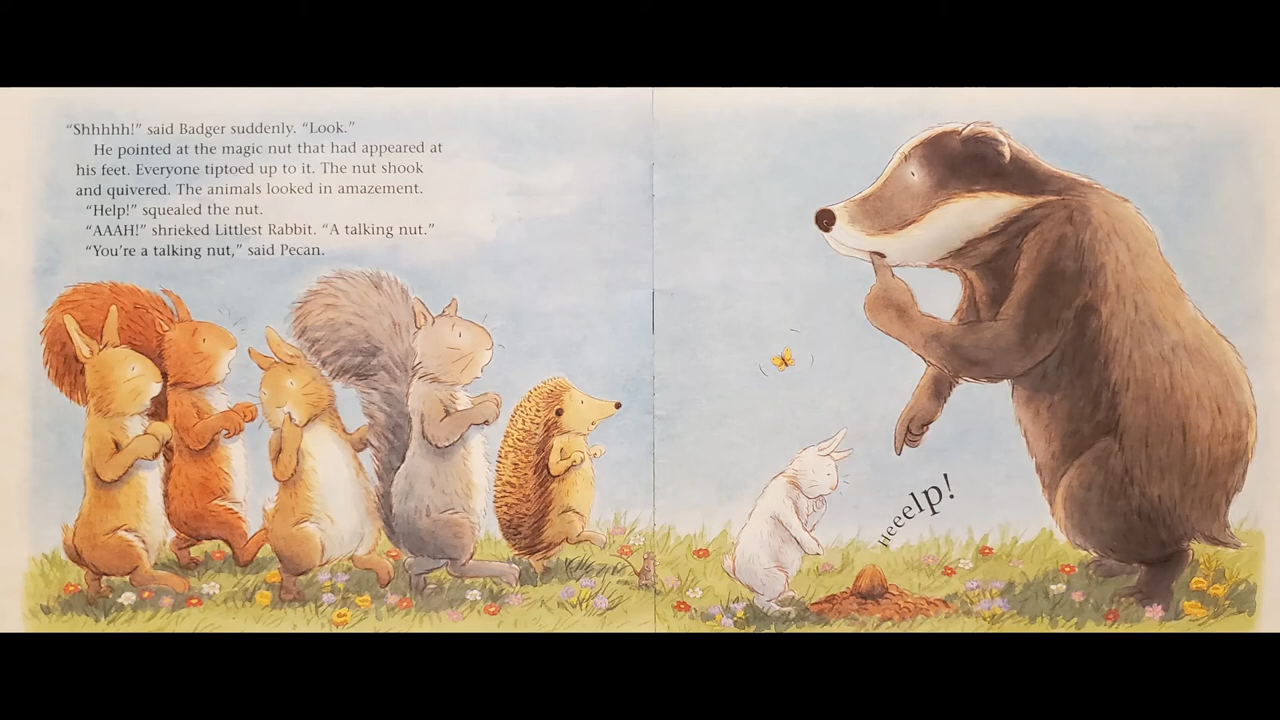 “Shhhhh!” said Badger suddenly. “Look.”
He pointed at the magic nut that had appeared at
his feet. Everyone tiptoed up to it. The nut shook
and quivered. The animals looked in amazement.
“Help!” squealed the nut.
“AAAH!” shrieked Littlest Rabbit. “A talking nut.”
“You’re a talking nut,” said Pecan.
Heeelp!